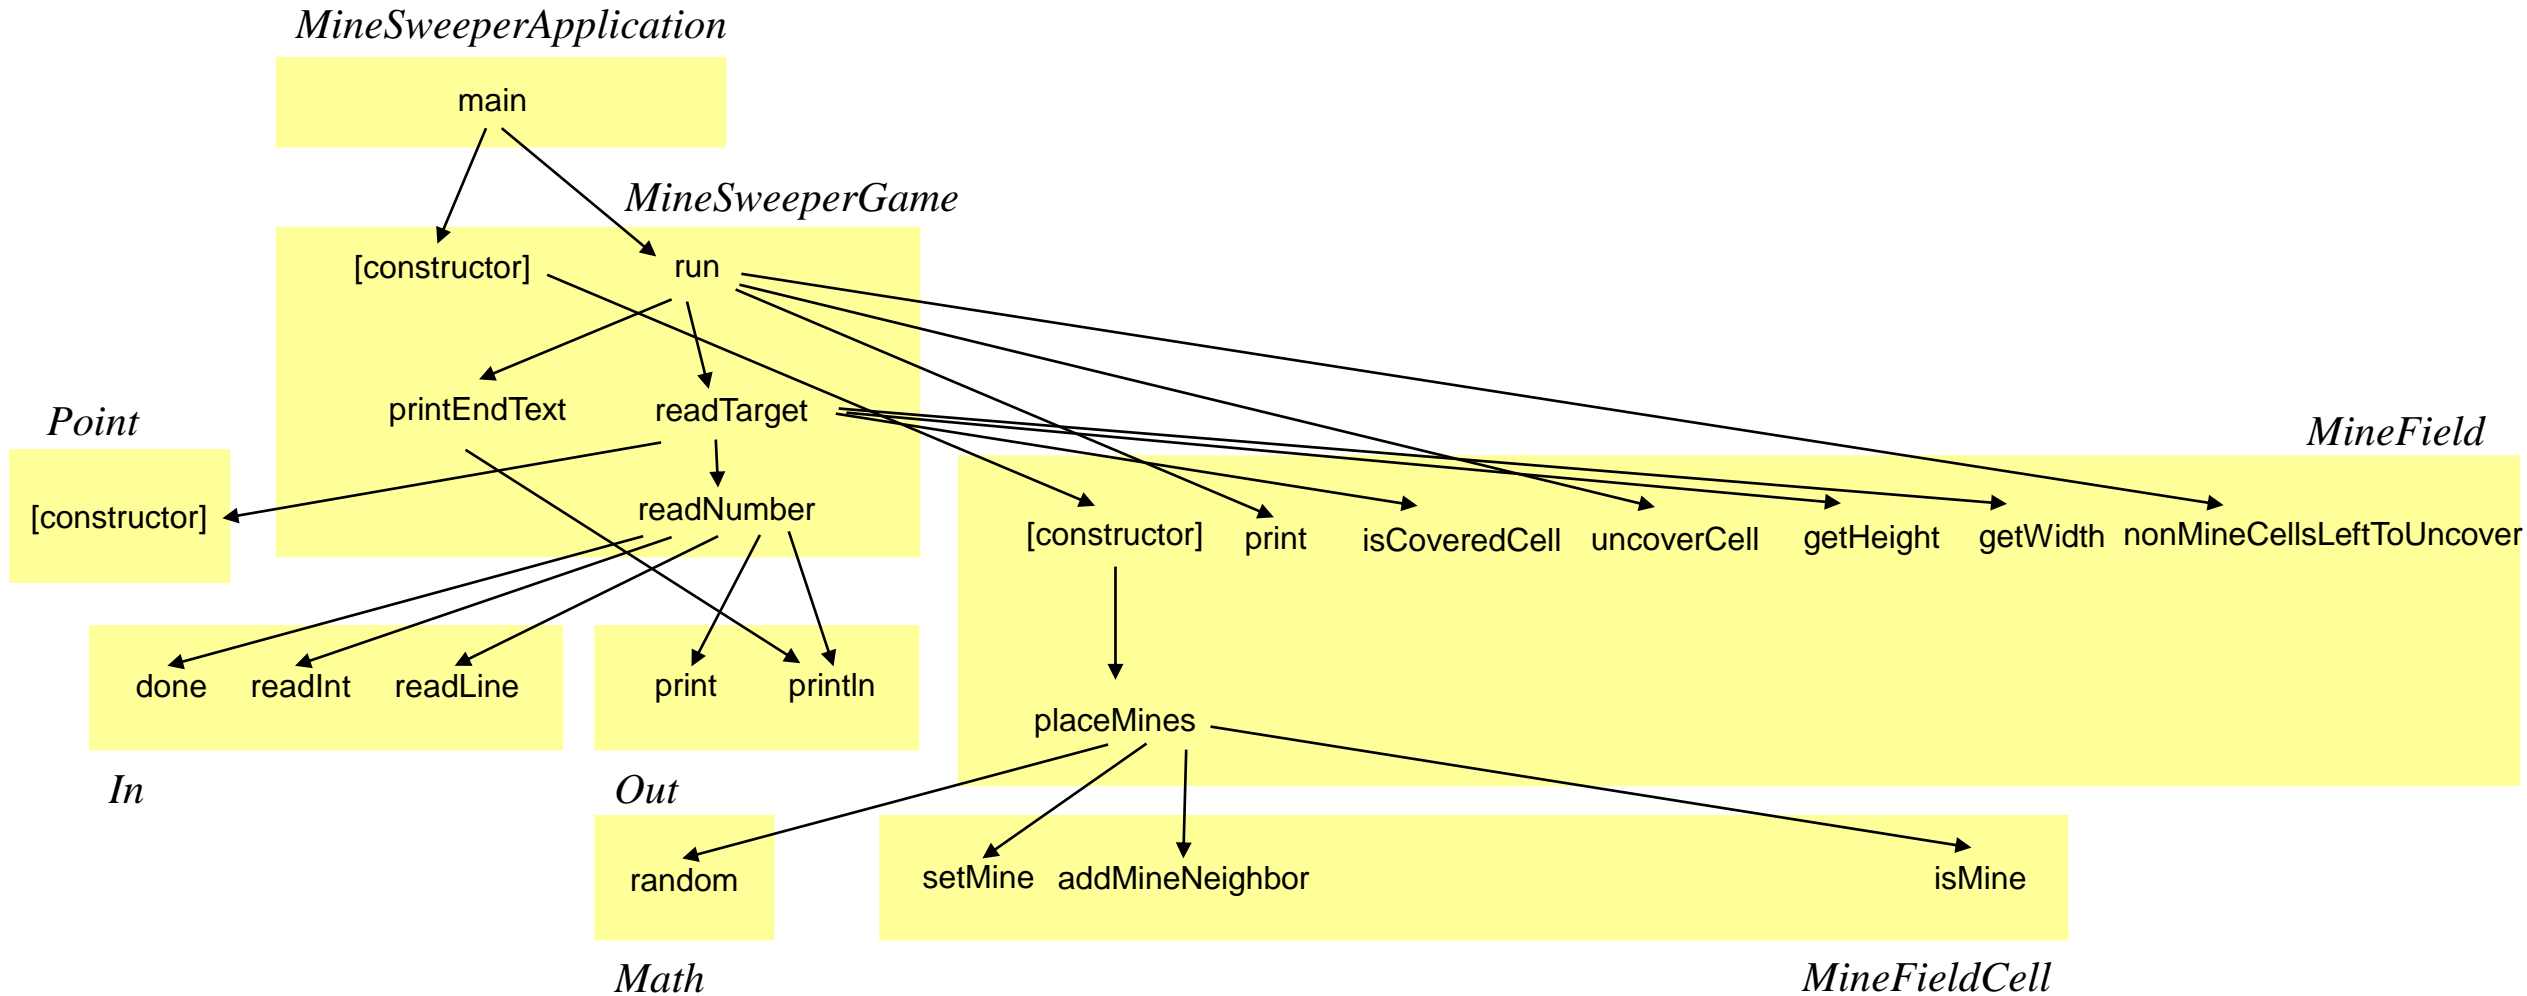 MineSweeperApplication
main
MineSweeperGame
[constructor] run
printEndText readTarget
Point
MineField
[constructor]
readNumber
[constructor] print isCoveredCell uncoverCell getHeight getWidth nonMineCellsLeftToUncover
done readInt readLine
print println
placeMines
In
Out
random
setMine addMineNeighbor isMine
Math
MineFieldCell